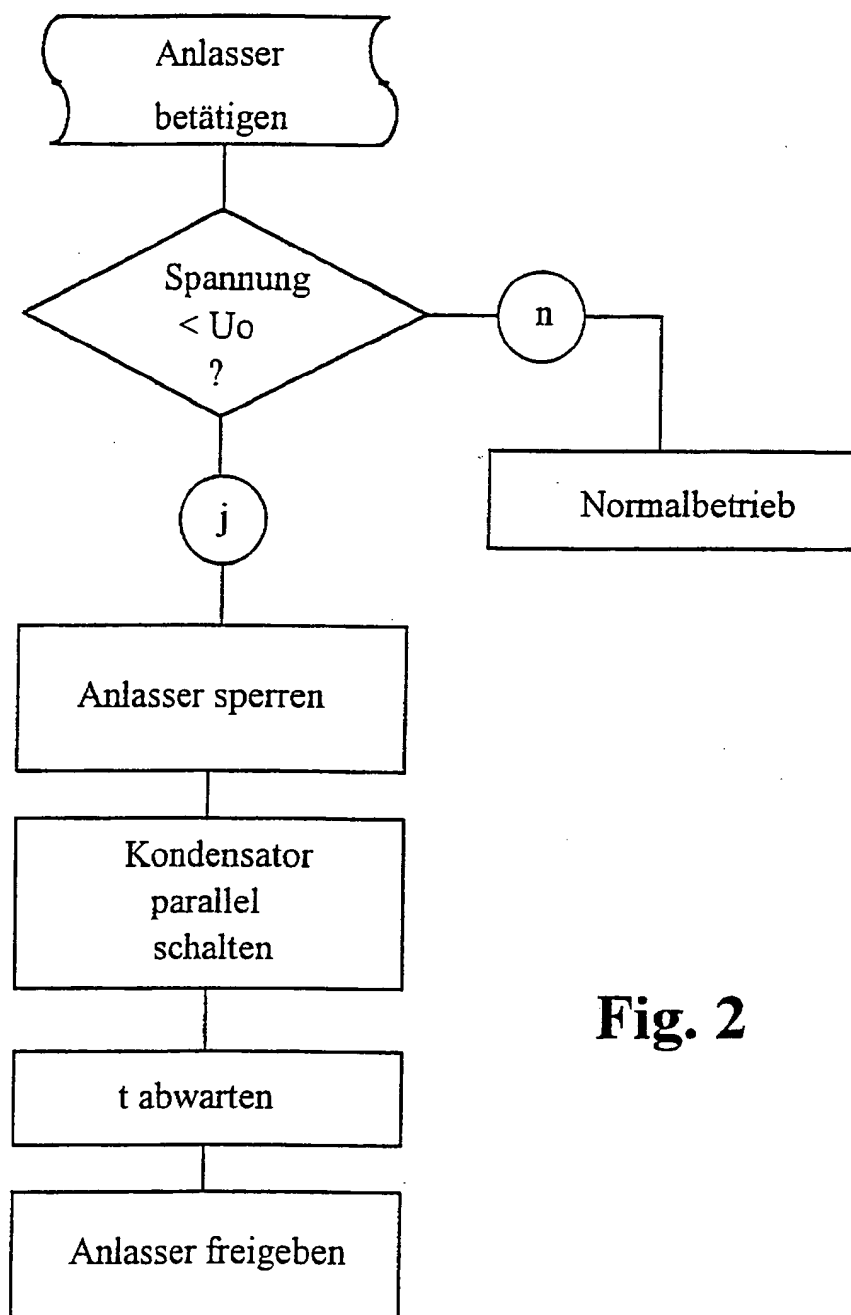 Anlasser
betätigen
Spannung
< Uo
?
n
Normalbetrieb
j
Anlasser sperren
Kondensator
parallel
schalten
t abwarten
Anlasser freigeben
Fig. 2